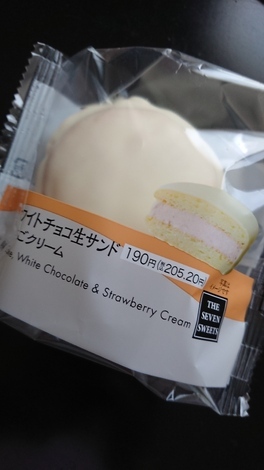 ワイトチョコ生サンド
ごクリーム
190円(税込205.20円)
White Chocolate & Strawberry Cream
THE
SEVEN
SWEETS